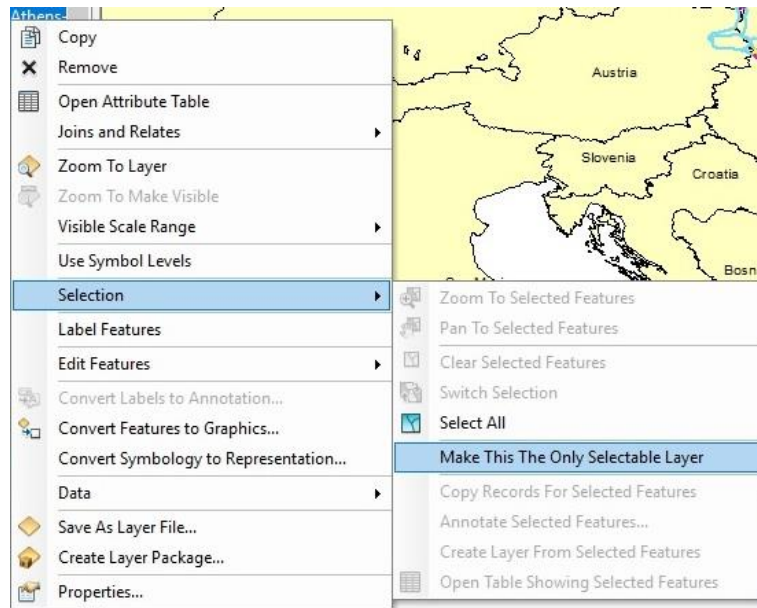 Athens-
Copy
Remove
Open Attribute Table
Joins and Relates
Zoom To Layer
Zoom To Make Visible
Visible Scale Range
Use Symbol Levels
Selection
Label Features
Edit Features
Convert Labels to Annotation...
Convert Features to Graphics...
Convert Symbology to Representation...
Data
Save As Layer File...
Create Layer Package...
Properties...
Austria
Slovenia
Croatia
Bosn
Zoom To Selected Features
Pan To Selected Features
Clear Selected Features
Switch Selection
Select All
Make This The Only Selectable Layer
Copy Records For Selected Features
Annotate Selected Features...
Create Layer From Selected Features
Open Table Showing Selected Features